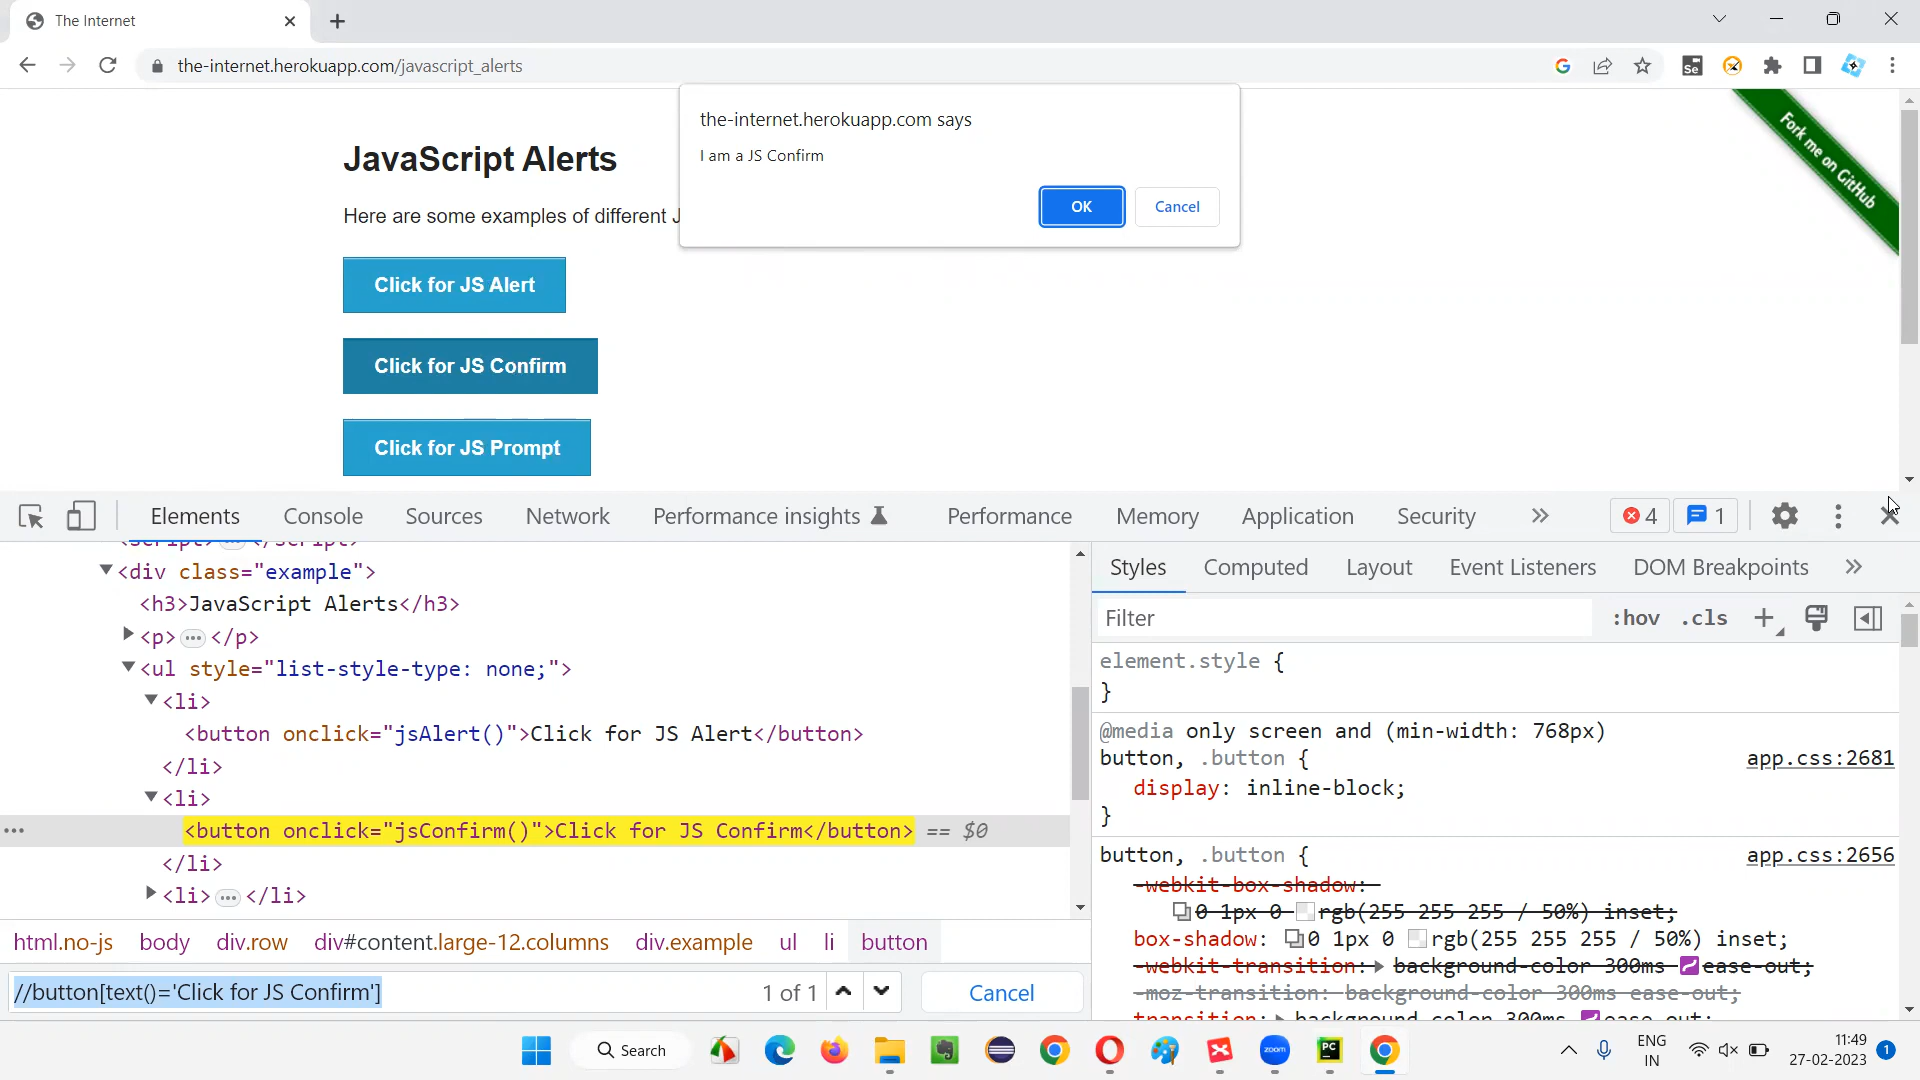 The Internet
the-internet.herokuapp.com/javascript_alerts
the-internet.herokuapp.com says
I am a JS Confirm
OK
Cancel
Fork me on GitHub
JavaScript Alerts
Here are some examples of different J
Click for JS Alert
Click for JS Confirm
Click for JS Prompt
Elements Console Sources Network Performance insights Performance Memory Application Security 4 1
<div class="example">
<h3>JavaScript Alerts</h3>
<p> … </p>
<ul style="list-style-type: none;">
<li>
<button onclick="jsAlert()">Click for JS Alert</button>
</li>
<li>
<button onclick="jsConfirm()">Click for JS Confirm</button> == $0
</li>
<li> … </li>
html.no-js body div.row div#content.large-12.columns div.example ul li button
//button[text()='Click for JS Confirm'] 1 of 1 Cancel
Styles Computed Layout Event Listeners DOM Breakpoints
Filter :hov .cls
element.style {
}
@media only screen and (min-width: 768px)
button, .button { app.css:2681
display: inline-block;
}
button, .button { app.css:2656
-webkit-box-shadow:
0 1px 0 rgb(255 255 255 / 50%) inset;
box-shadow: 0 1px 0 rgb(255 255 255 / 50%) inset;
-webkit-transition: background-color 300ms ease-out;
-moz-transition: background-color 300ms ease-out;
transition: background-color 300ms ease-out;
Search
Se
zoom
PC
ENG
IN
11:49
27-02-2023
1